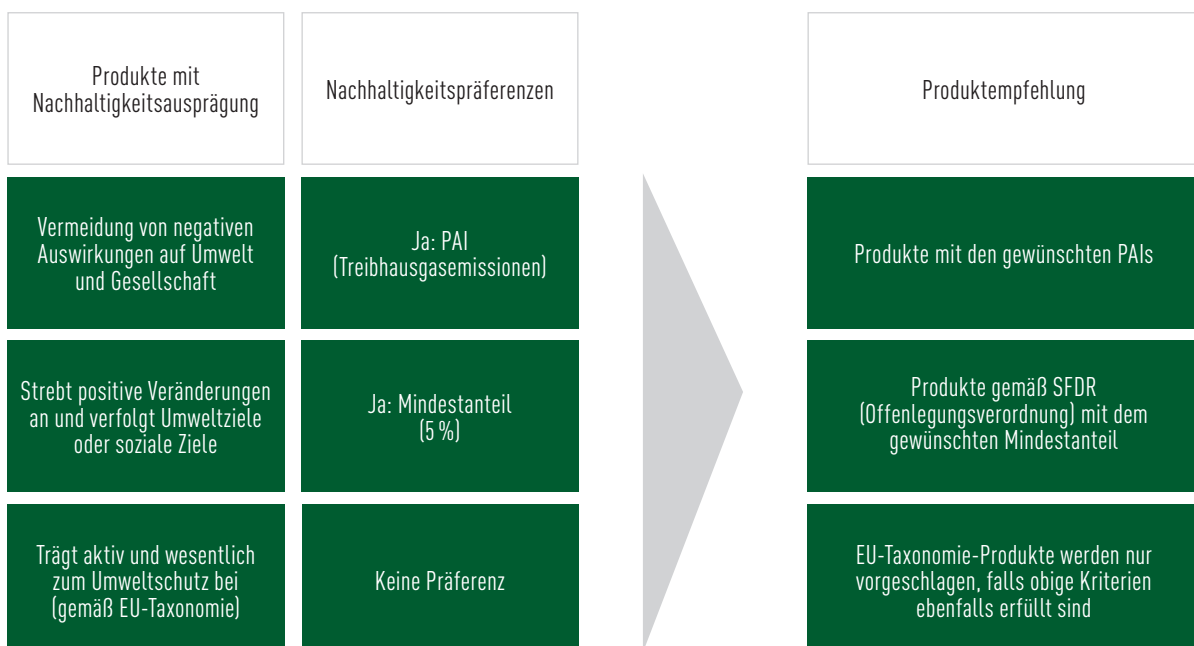 Produkte mit
Nachhaltigkeitsausprägung
Nachhaltigkeitspräferenzen
Produktempfehlung
Vermeidung von negativen
Auswirkungen auf Umwelt
und Gesellschaft
Ja: PAI
(Treibhausgasemissionen)
Produkte mit den gewünschten PAIs
Strebt positive Veränderungen
an und verfolgt Umweltziele
oder soziale Ziele
Ja: Mindestanteil
(5 %)
Produkte gemäß SFDR
(Offenlegungsverordnung) mit dem
gewünschten Mindestanteil
Trägt aktiv und wesentlich
zum Umweltschutz bei
(gemäß EU-Taxonomie)
Keine Präferenz
EU-Taxonomie-Produkte werden nur
vorgeschlagen, falls obige Kriterien
ebenfalls erfüllt sind